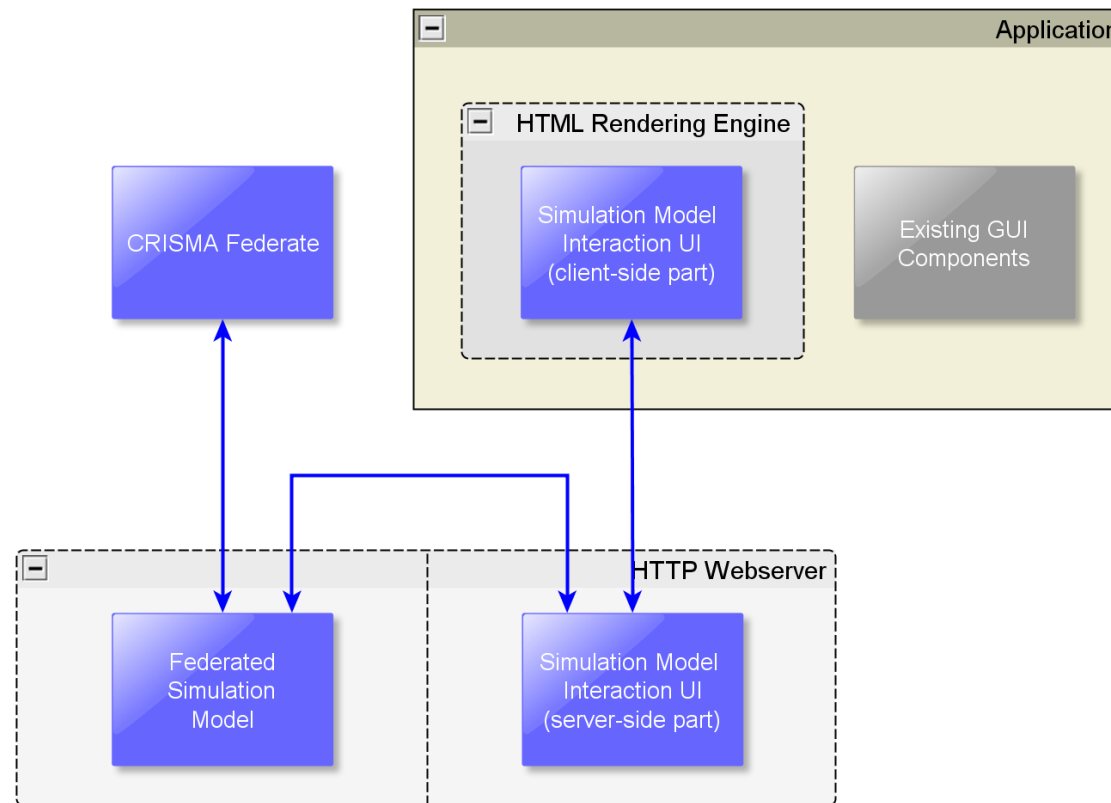 Application
HTML Rendering Engine
CRISMA Federate
Simulation Model
Interaction UI
(client-side part)
Existing GUI
Components
HTTP Webserver
Federated
Simulation
Model
Simulation Model
Interaction UI
(server-side part)